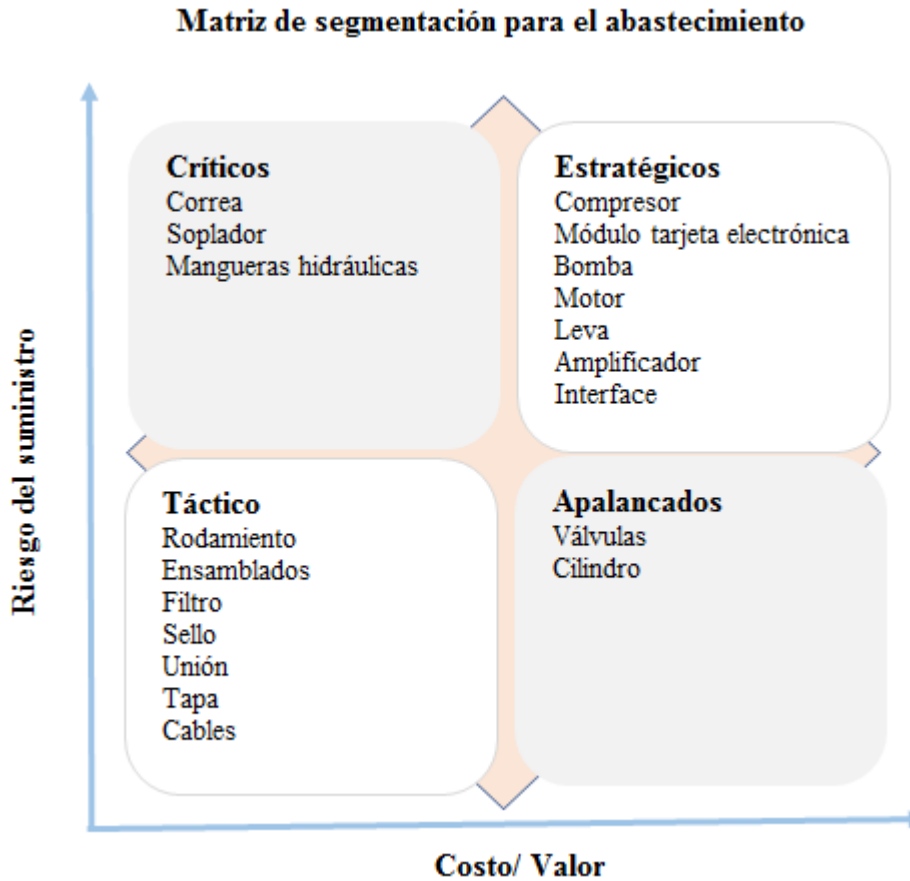 Matriz de segmentación para el abastecimiento
Críticos
Correa
Soplador
Mangueras hidráulicas
Estratégicos
Compresor
Módulo tarjeta electrónica
Bomba
Motor
Leva
Amplificador
Interface
Riesgo del suministro
Táctico
Rodamiento
Ensamblados
Filtro
Sello
Unión
Tapa
Cables
Apalancados
Válvulas
Cilindro
Costo/ Valor